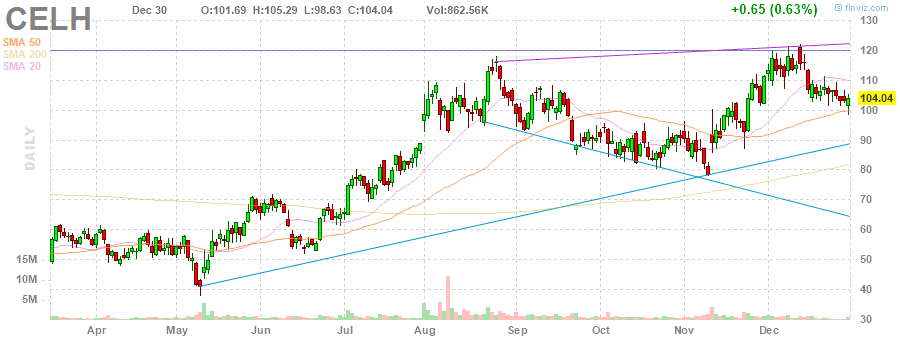 CELH Dec 30 O:101.69 H:105.29 L:98.63 C:104.04 Vol:862.56K +0.65 (0.63%) © finviz.com
SMA 50
SMA 200
SMA 20
DAILY
130
120
110
104.04
100
90
80
70
60
50
40
30
15M
10M
5M
Apr May Jun Jul Aug Sep Oct Nov Dec